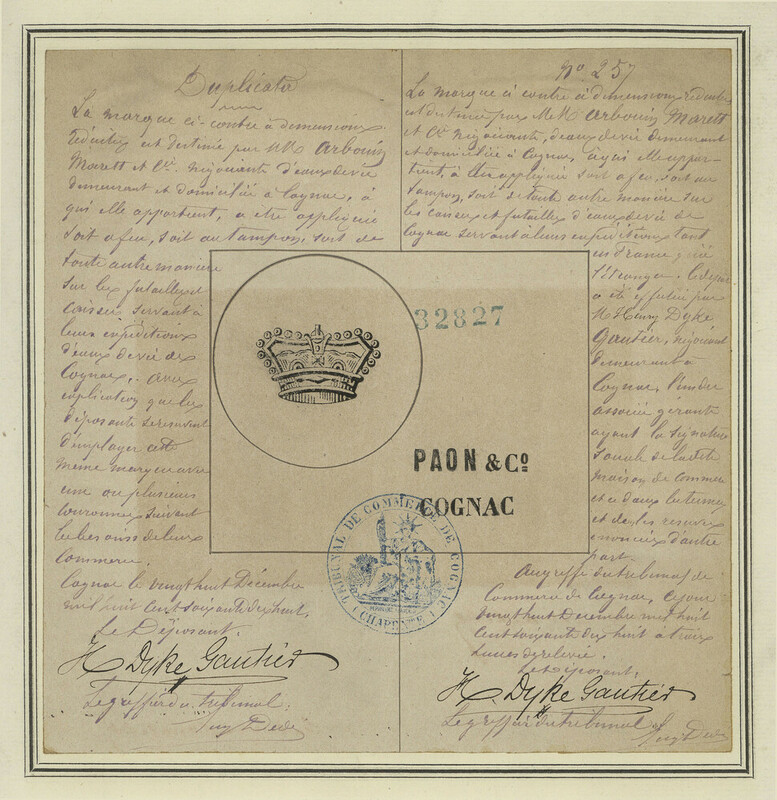 Duplicata
La marque ci-contre à dimensions
réduites est destinée par MM Arbouin
Marett et Cie négociants d'eaux de vie
demeurant et domiciliés à Cognac, à
qui elle appartient, à être appliquée
soit a feu, soit au tampon, soit de
toute autre manière
sur les futailles et
caisses servant à
leurs expéditions
d'eaux de vie de
Cognac, avec
explication que les
déposants se réservent
d'employer cette
même marque avec
une ou plusieurs
couronnes suivant
les besoins de leur
commerce.
Cognac le vingt huit Décembre
mil huit cent soixante dix huit,
Le Déposant.
H. Dyke Gautier
Le greffier du tribunal:
No 257
La marque ci contre à dimensions réduites
est destinée par MM Arbouin Marett
et Cie négociants, d'eaux de vie demeurant
et domiciliés à Cognac, à qui elle appar-
tient, à être appliquée soit à feu, soit au
tampon, soit de toute autre manière sur
les caisses et futailles d'eaux de vie de
Cognac servant à leurs expéditions tant
en France qu'à
l'étranger. Le dépôt
a été effectué par
M. Henry Dyke
Gautier, négociant
demeurant à
Cognac, l'un des
associés gérants
ayant la signature
sociale de la dite
maison de commerce
et ce dans les termes
et sous les réserves
énoncées d'autre
part.
Au greffe du tribunal de
Commerce de Cognac, ce jour
vingt huit Décembre mil huit
cent soixante dix huit à trois
heures de relevée.
Le Déposant,
H. Dyke Gautier
Le greffier du tribunal
32827
PAON & Co
COGNAC
TRIBUNAL DE COMMERCE DE COGNAC
(CHARENTE)